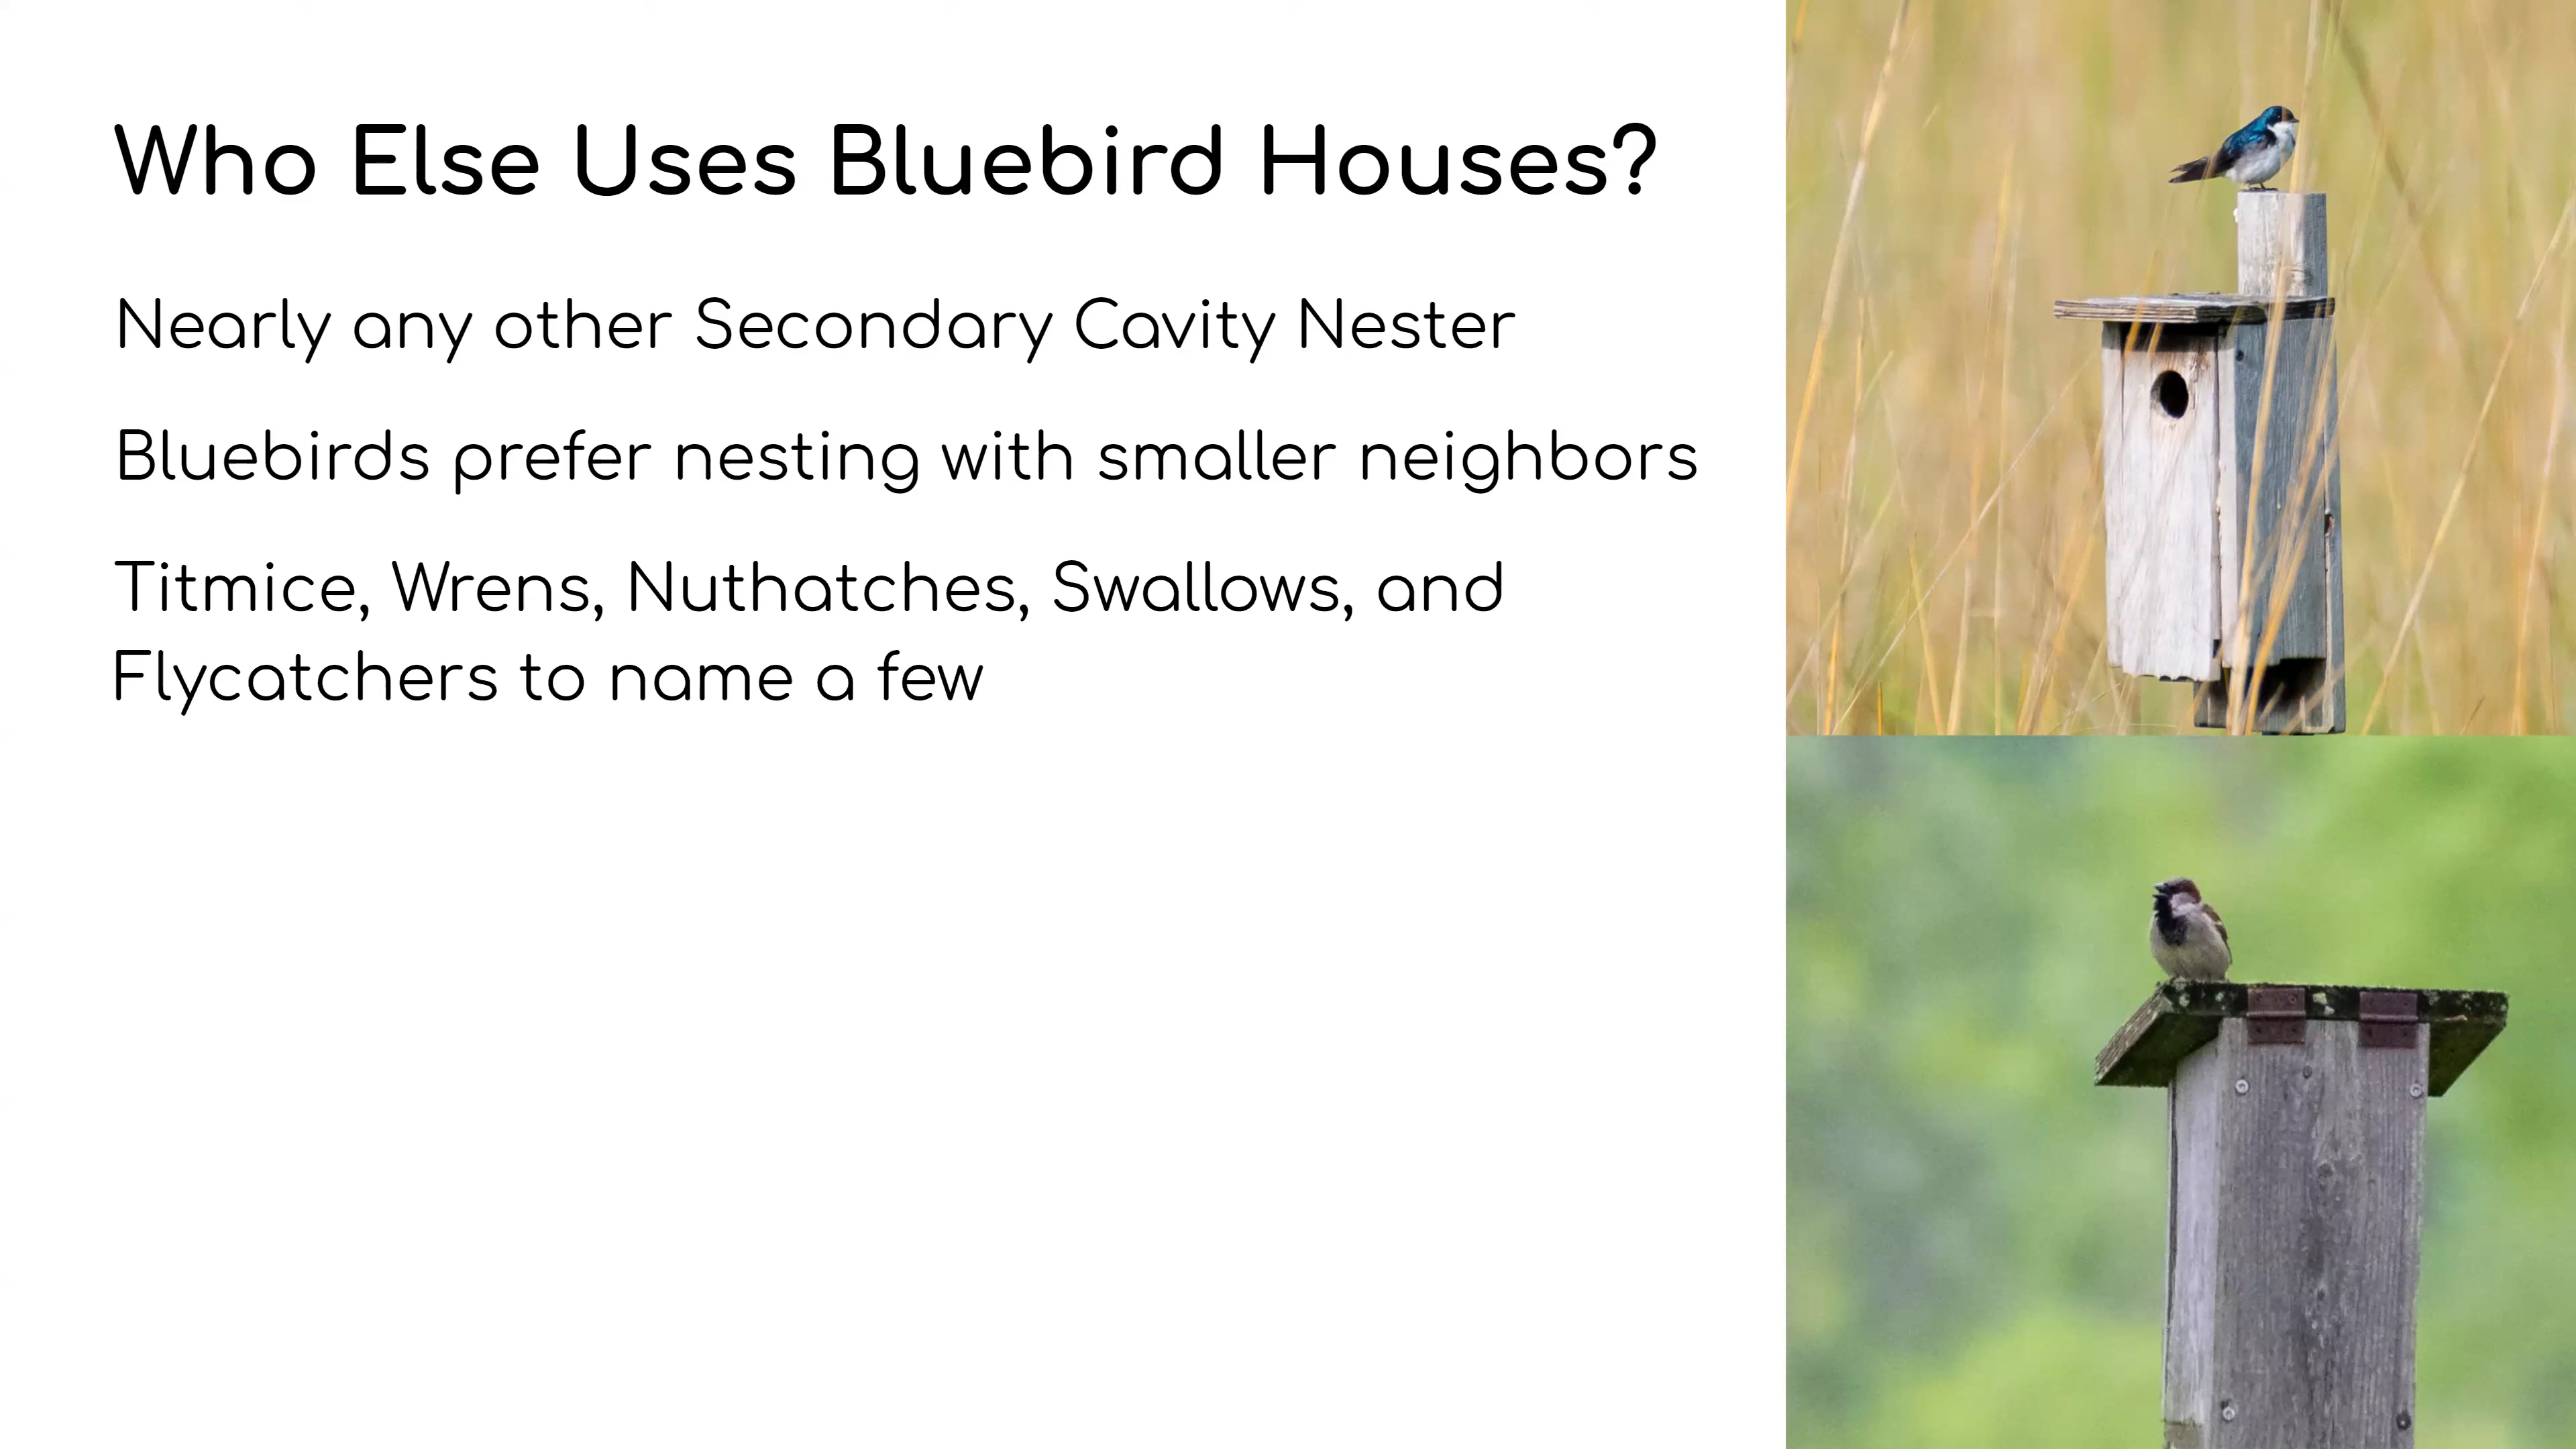 Who Else Uses Bluebird Houses?
Nearly any other Secondary Cavity Nester
Bluebirds prefer nesting with smaller neighbors
Titmice, Wrens, Nuthatches, Swallows, and
Flycatchers to name a few